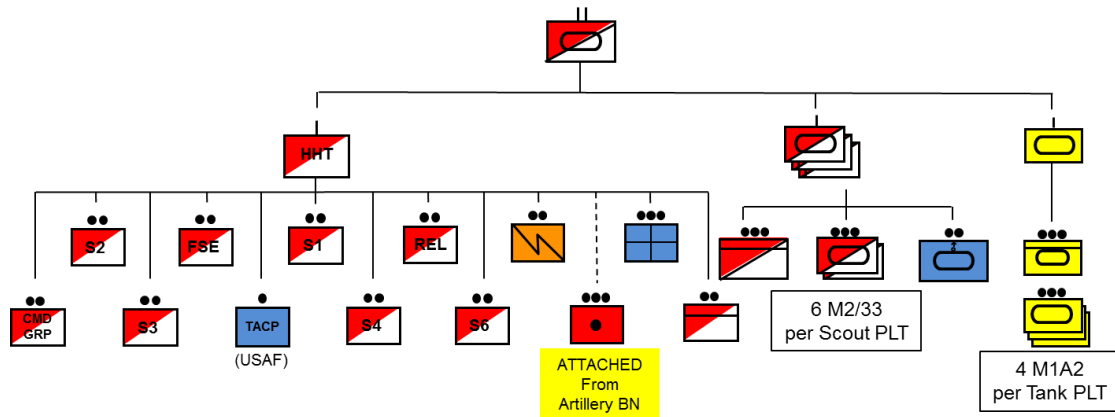 HHT
S2
FSE
S1
REL
CMD
GRP
S3
TACP
(USAF)
S4
S6
ATTACHED
From
Artillery BN
6 M2/33
per Scout PLT
4 M1A2
per Tank PLT